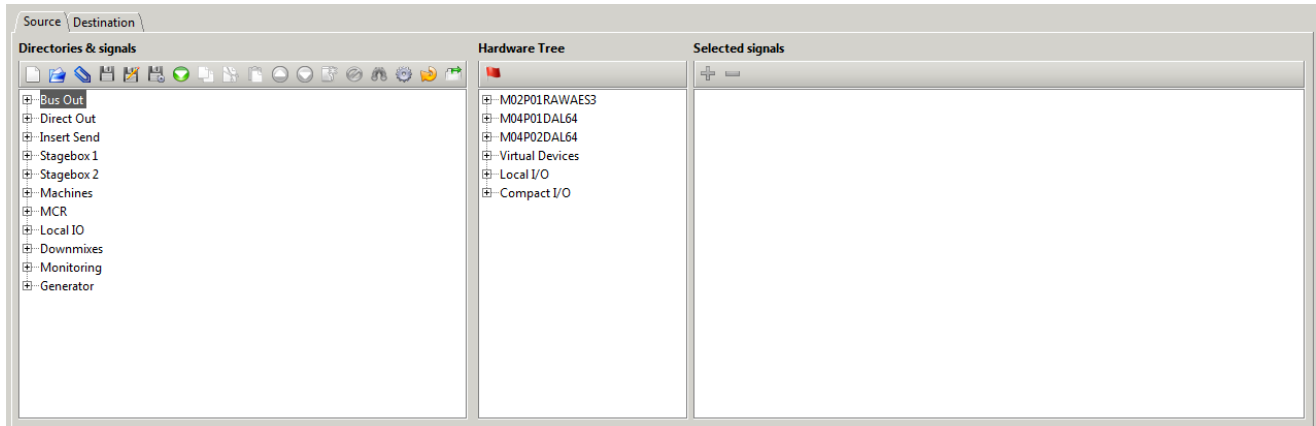 Source Destination
Directories & signals
Bus Out
Direct Out
Insert Send
Stagebox 1
Stagebox 2
Machines
MCR
Local IO
Downmixes
Monitoring
Generator
Hardware Tree
M02P01RAWAES3
M04P01DAL64
M04P02DAL64
Virtual Devices
Local I/O
Compact I/O
Selected signals